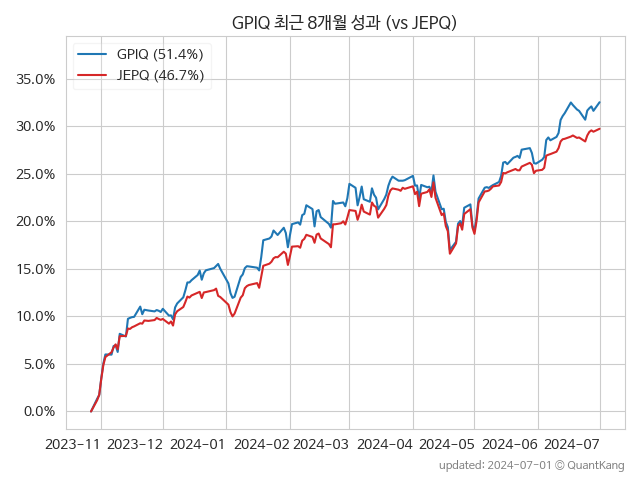 GPIQ 최근 8개월 성과 (vs JEPQ)
GPIQ (51.4%)
JEPQ (46.7%)
35.0%
30.0%
25.0%
20.0%
15.0%
10.0%
5.0%
0.0%
2023-11 2023-12 2024-01 2024-02 2024-03 2024-04 2024-05 2024-06 2024-07
updated: 2024-07-01 © QuantKang